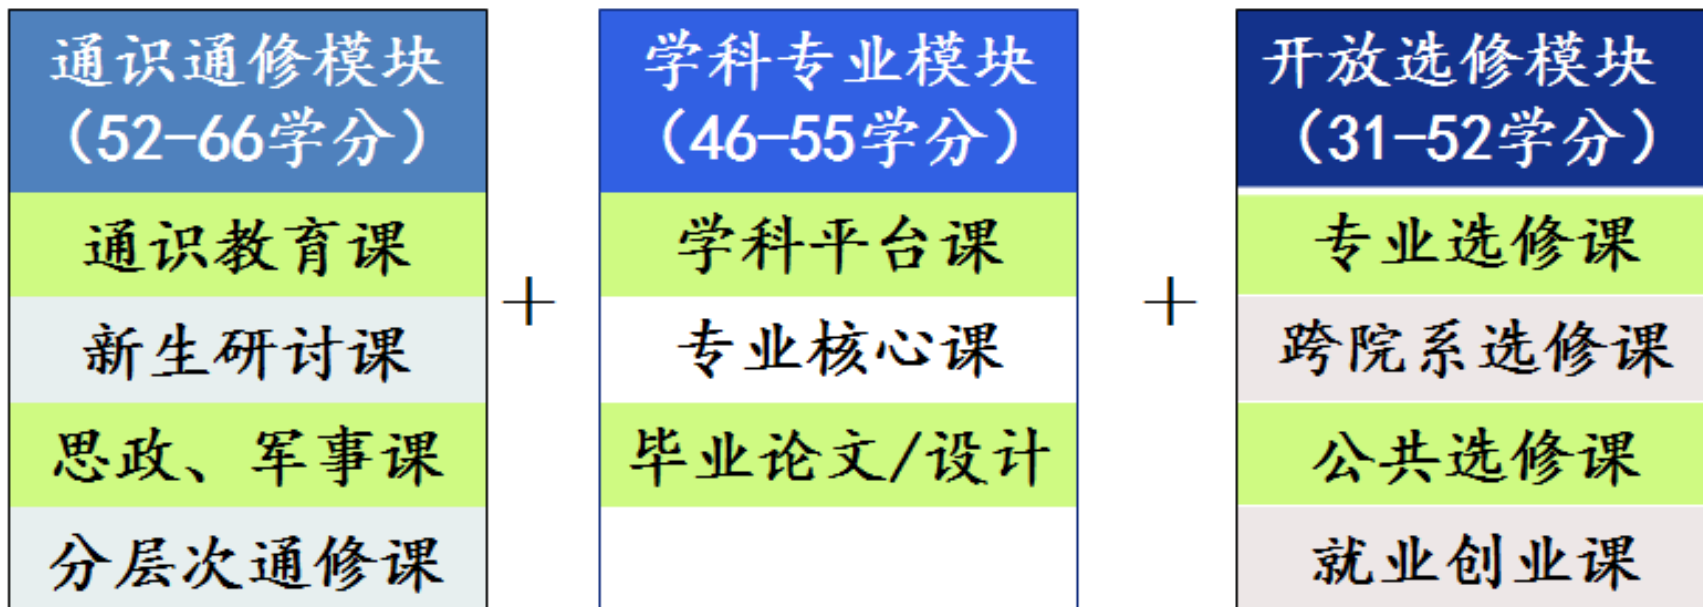 通识通修模块
（52-66学分）
通识教育课
新生研讨课
思政、军事课
分层次通修课
+
学科专业模块
（46-55学分）
学科平台课
专业核心课
毕业论文/设计
+
开放选修模块
（31-52学分）
专业选修课
跨院系选修课
公共选修课
就业创业课